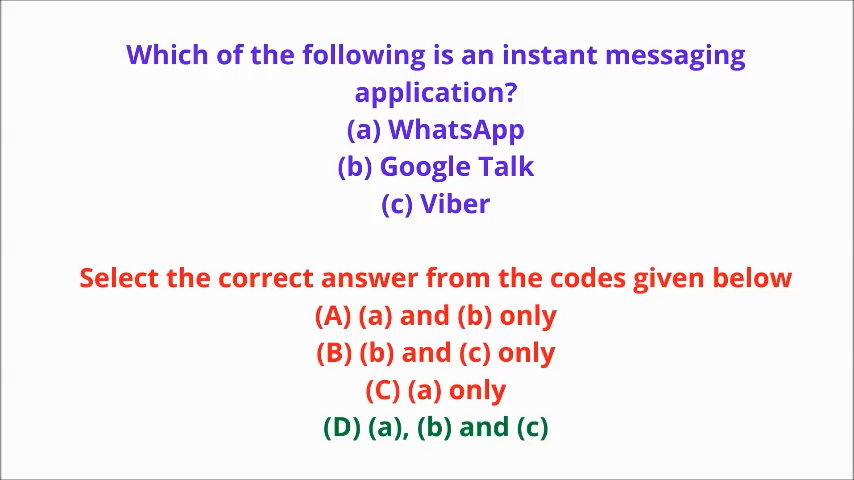 Which of the following is an instant messaging
application?
(a) WhatsApp
(b) Google Talk
(c) Viber
Select the correct answer from the codes given below
(A) (a) and (b) only
(B) (b) and (c) only
(C) (a) only
(D) (a), (b) and (c)